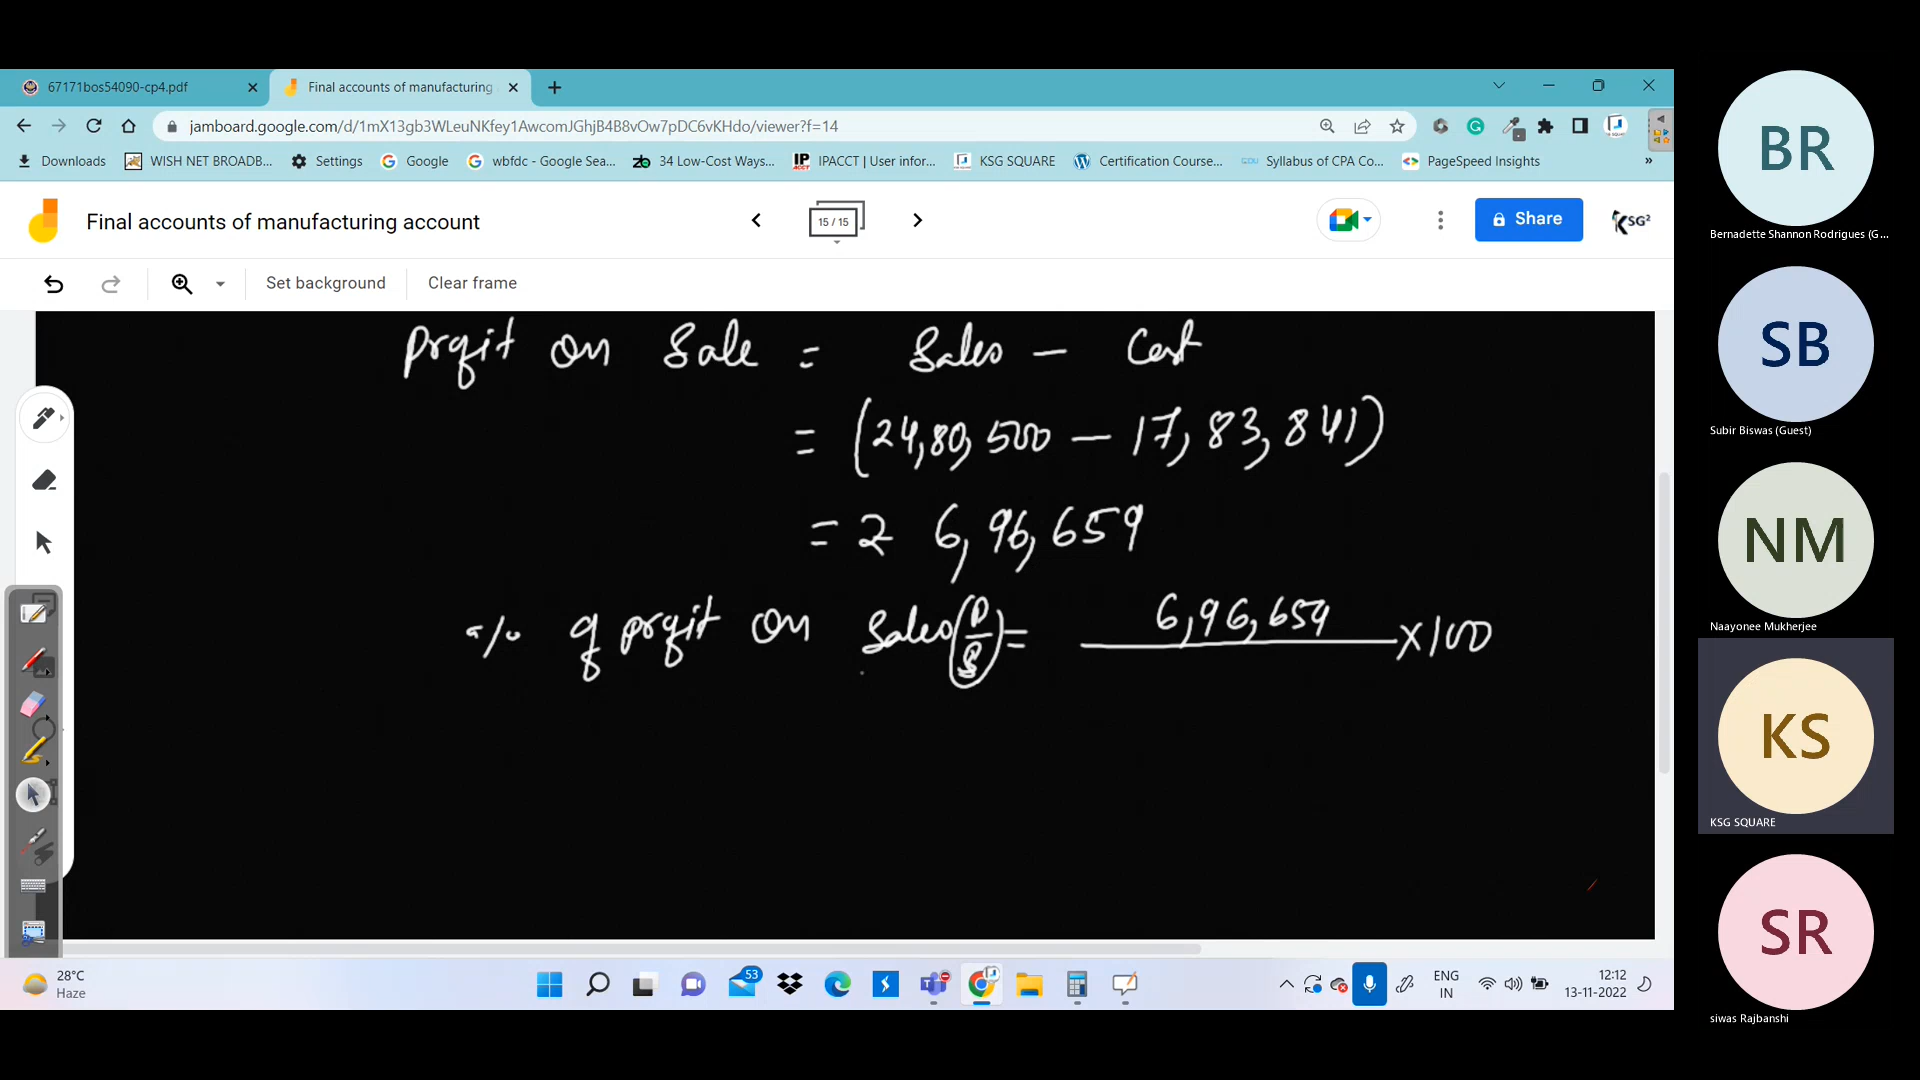 67171bos54090-cp4.pdf
Final accounts of manufacturing
jamboard.google.com/d/1mX13gb3WLeuNKfey1AwcomJGhjB4B8vOw7pDC6vKHdo/viewer?f=14
Downloads WISH NET BROADB... Settings Google wbfdc - Google Sea... 34 Low-Cost Ways... IPACCT | User infor... KSG SQUARE Certification Course... Syllabus of CPA Co... PageSpeed Insights »
Final accounts of manufacturing account
15 / 15
Share
KSG²
Set background
Clear frame
Profit on Sale = Sales - Cost
= (24,80,500 - 17,83,841)
= 2 6,96,659
% of profit on Sales (P/S) = 6,96,659 x 100
28°C
Haze
53
ENG
IN
12:12
13-11-2022
BR
Bernadette Shannon Rodrigues (G...
SB
Subir Biswas (Guest)
NM
Naayonee Mukherjee
KS
KSG SQUARE
SR
siwas Rajbanshi